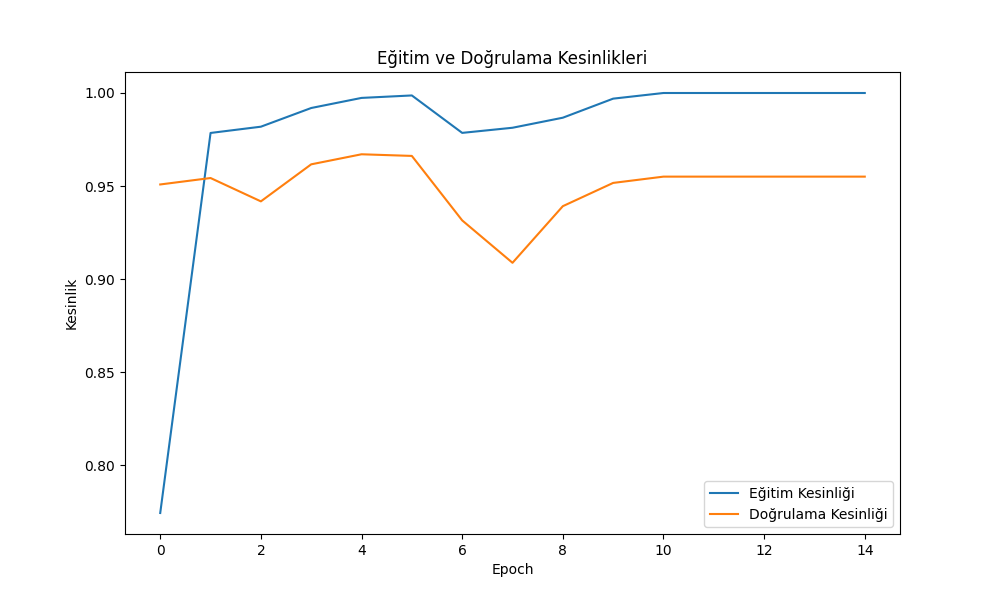 Eğitim ve Doğrulama Kesinlikleri
1.00
0.95
0.90
0.85
0.80
Kesinlik
Eğitim Kesinliği
Doğrulama Kesinliği
0 2 4 6 8 10 12 14
Epoch